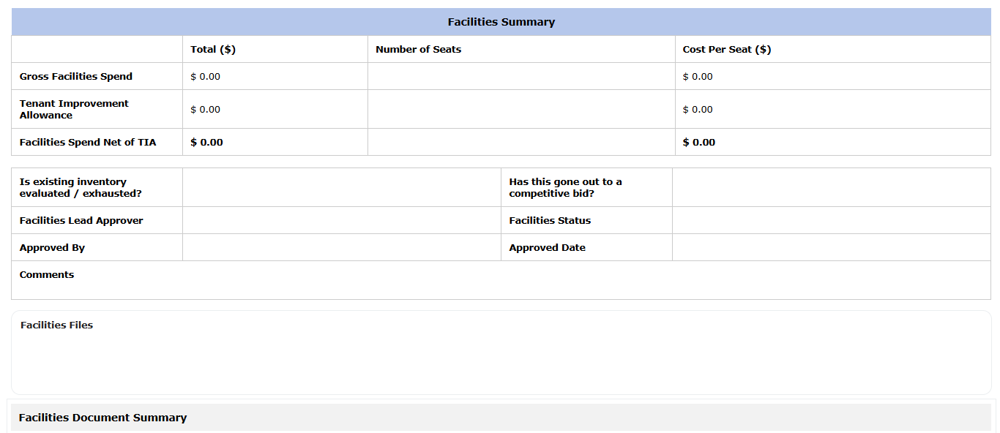 Facilities Summary
Total ($) Number of Seats Cost Per Seat ($)
Gross Facilities Spend $ 0.00 $ 0.00
Tenant Improvement
Allowance $ 0.00 $ 0.00
Facilities Spend Net of TIA $ 0.00 $ 0.00
Is existing inventory
evaluated / exhausted?
Has this gone out to a
competitive bid?
Facilities Lead Approver Facilities Status
Approved By Approved Date
Comments
Facilities Files
Facilities Document Summary